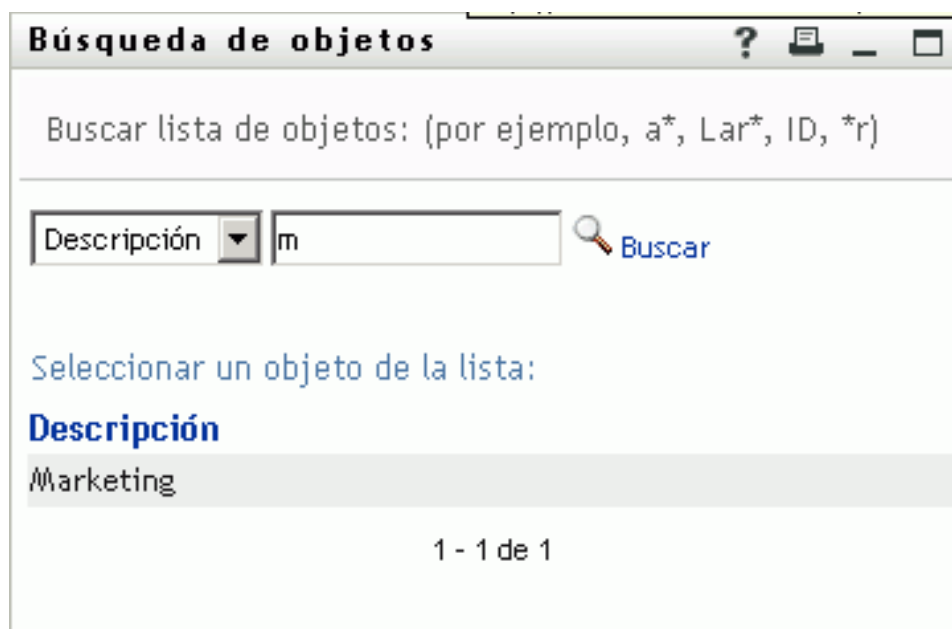 Búsqueda de objetos
Buscar lista de objetos: (por ejemplo, a*, Lar*, ID, *r)
Descripción m Buscar
Seleccionar un objeto de la lista:
Descripción
Marketing
1 - 1 de 1